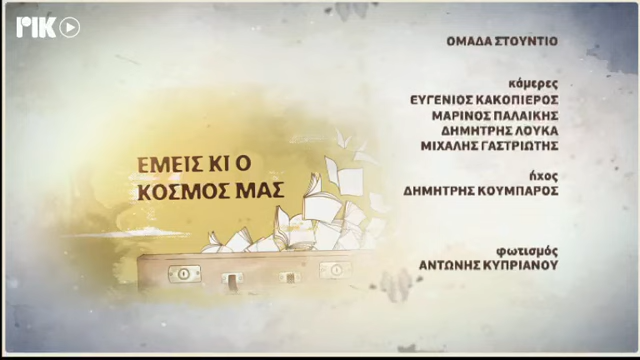 ΡΙΚ
ΕΜΕΙΣ ΚΙ Ο
ΚΟΣΜΟΣ ΜΑΣ
ΟΜΑΔΑ ΣΤΟΥΝΤΙΟ
κάμερες
ΕΥΓΕΝΙΟΣ ΚΑΚΟΠΙΕΡΟΣ
ΜΑΡΙΝΟΣ ΠΑΛΑΙΚΗΣ
ΔΗΜΗΤΡΗΣ ΛΟΥΚΑ
ΜΙΧΑΛΗΣ ΓΑΣΤΡΙΩΤΗΣ
ήχος
ΔΗΜΗΤΡΗΣ ΚΟΥΜΠΑΡΟΣ
φωτισμός
ΑΝΤΩΝΗΣ ΚΥΠΡΙΑΝΟΥ